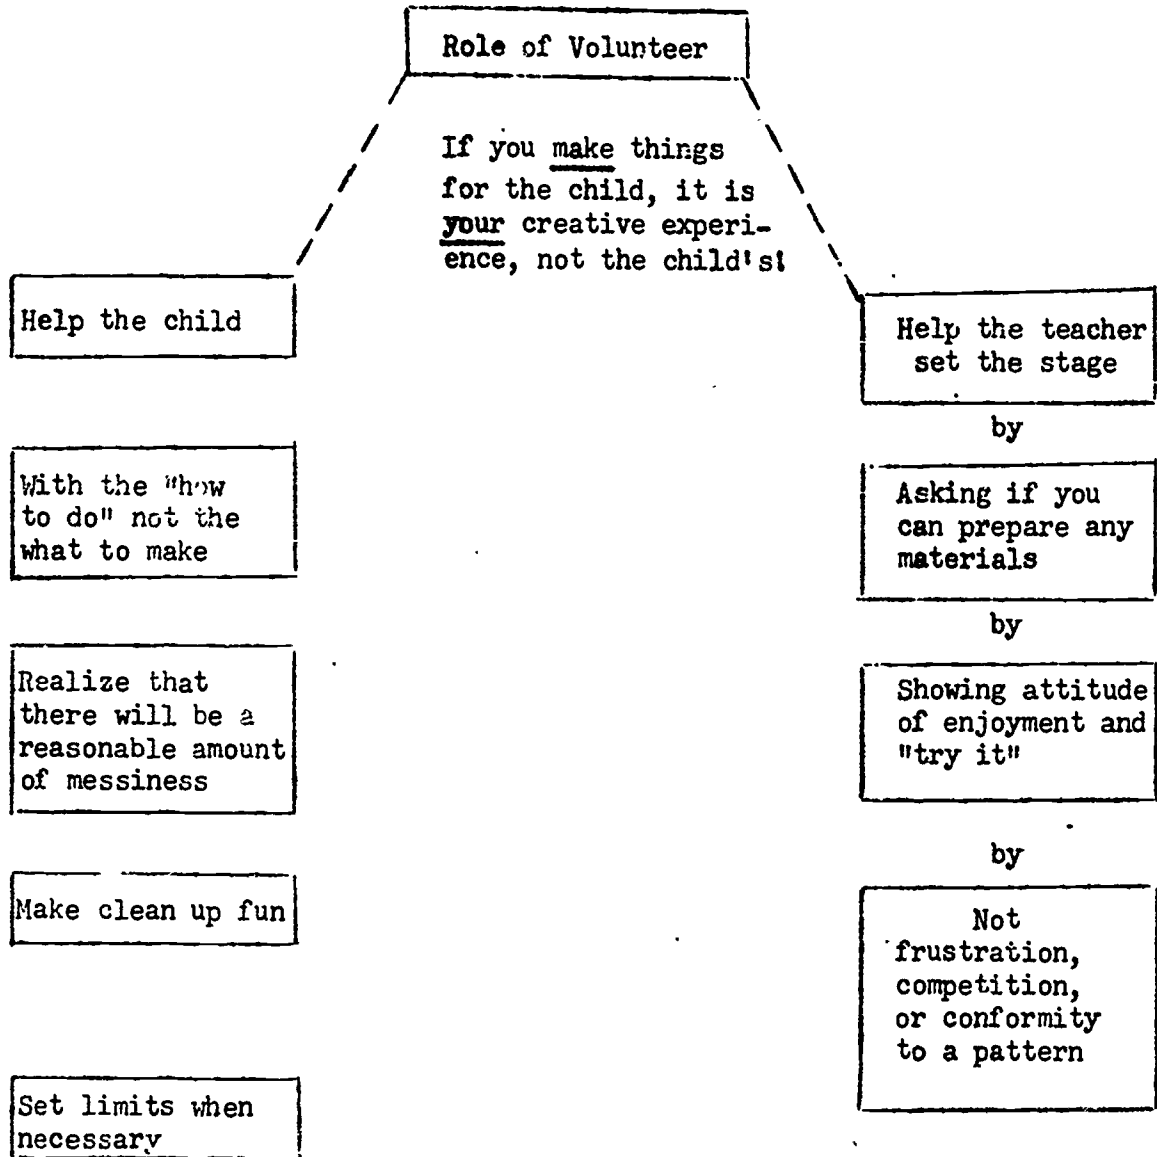 Role of Volunteer
If you make things
for the child, it is
your creative experi-
ence, not the child's!
Help the child
With the "how
to do" not the
what to make
Realize that
there will be a
reasonable amount
of messiness
Make clean up fun
Set limits when
necessary
Help the teacher
set the stage
by
Asking if you
can prepare any
materials
by
Showing attitude
of enjoyment and
"try it"
by
Not
frustration,
competition,
or conformity
to a pattern